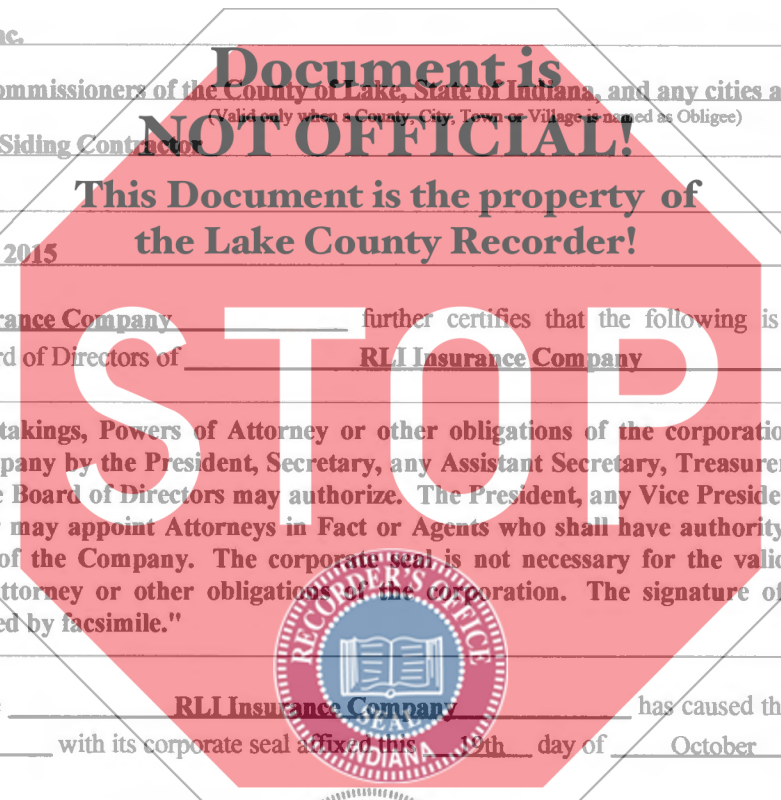 nc.
Document is
ommissioners of the County of Lake, State of Indiana, and any cities a
(Valid only when a County, City, Town or Village is named as Obligee)
NOT OFFICIAL!
Siding Contractor
This Document is the property of
the Lake County Recorder!
2015
rance Company further certifies that the following is
rd of Directors of RLI Insurance Company
STOP
takings, Powers of Attorney or other obligations of the corporatio
pany by the President, Secretary, any Assistant Secretary, Treasurer
e Board of Directors may authorize. The President, any Vice Preside
may appoint Attorneys in Fact or Agents who shall have authority
of the Company. The corporate seal is not necessary for the valid
ttorney or other obligations of the corporation. The signature of
ed by facsimile."
RECORDER'S OFFICE
SEAL
INDIANA
RLI Insurance Company has caused th
with its corporate seal affixed this 19th day of October